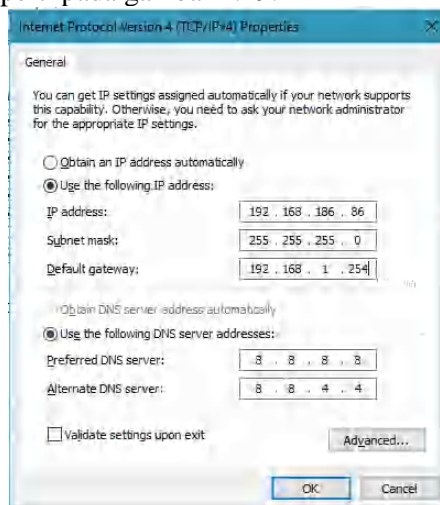 Internet Protocol Version 4 (TCP/IPv4) Properties
General
You can get IP settings assigned automatically if your network supports
this capability. Otherwise, you need to ask your network administrator
for the appropriate IP settings.
Obtain an IP address automatically
Use the following IP address:
IP address: 192 . 168 . 186 . 86
Subnet mask: 255 . 255 . 255 . 0
Default gateway: 192 . 168 . 1 . 254
Obtain DNS server address automatically
Use the following DNS server addresses:
Preferred DNS server: 8 . 8 . 8 . 8
Alternate DNS server: 8 . 8 . 4 . 4
Validate settings upon exit
Advanced...
OK Cancel